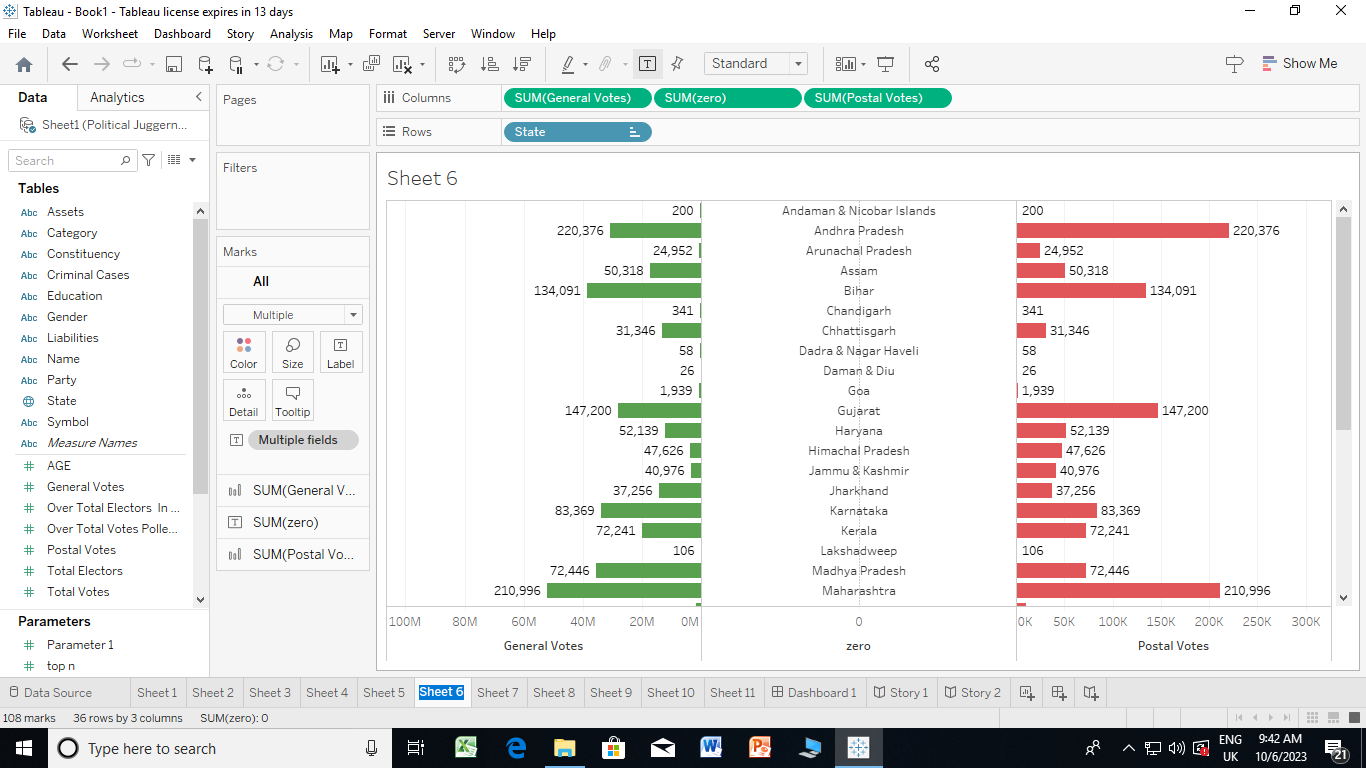 Tableau - Book1 - Tableau license expires in 13 days
File Data Worksheet Dashboard Story Analysis Map Format Server Window Help
Standard
Show Me
Data Analytics
Sheet1 (Political Juggern...
Search
Tables
Abc Assets
Abc Category
Abc Constituency
Abc Criminal Cases
Abc Education
Abc Gender
Abc Liabilities
Abc Name
Abc Party
State
Abc Symbol
Abc Measure Names
# AGE
# General Votes
# Over Total Electors In ...
# Over Total Votes Polle...
# Postal Votes
# Total Electors
# Total Votes
Parameters
# Parameter 1
# top n
Pages
Filters
Marks
All
Multiple
Color Size Label
Detail Tooltip
Multiple fields
SUM(General V...
SUM(zero)
SUM(Postal Vo...
Columns SUM(General Votes) SUM(zero) SUM(Postal Votes)
Rows State
Sheet 6
200 Andaman & Nicobar Islands 200
220,376 Andhra Pradesh 220,376
24,952 Arunachal Pradesh 24,952
50,318 Assam 50,318
134,091 Bihar 134,091
341 Chandigarh 341
31,346 Chhattisgarh 31,346
58 Dadra & Nagar Haveli 58
26 Daman & Diu 26
1,939 Goa 1,939
147,200 Gujarat 147,200
52,139 Haryana 52,139
47,626 Himachal Pradesh 47,626
40,976 Jammu & Kashmir 40,976
37,256 Jharkhand 37,256
83,369 Karnataka 83,369
72,241 Kerala 72,241
106 Lakshadweep 106
72,446 Madhya Pradesh 72,446
210,996 Maharashtra 210,996
100M 80M 60M 40M 20M 0M 0 0K 50K 100K 150K 200K 250K 300K
General Votes zero Postal Votes
Data Source Sheet 1 Sheet 2 Sheet 3 Sheet 4 Sheet 5 Sheet 6 Sheet 7 Sheet 8 Sheet 9 Sheet 10 Sheet 11 Dashboard 1 Story 1 Story 2
108 marks 36 rows by 3 columns SUM(zero): 0
Type here to search
ENG
UK
9:42 AM
10/6/2023
21